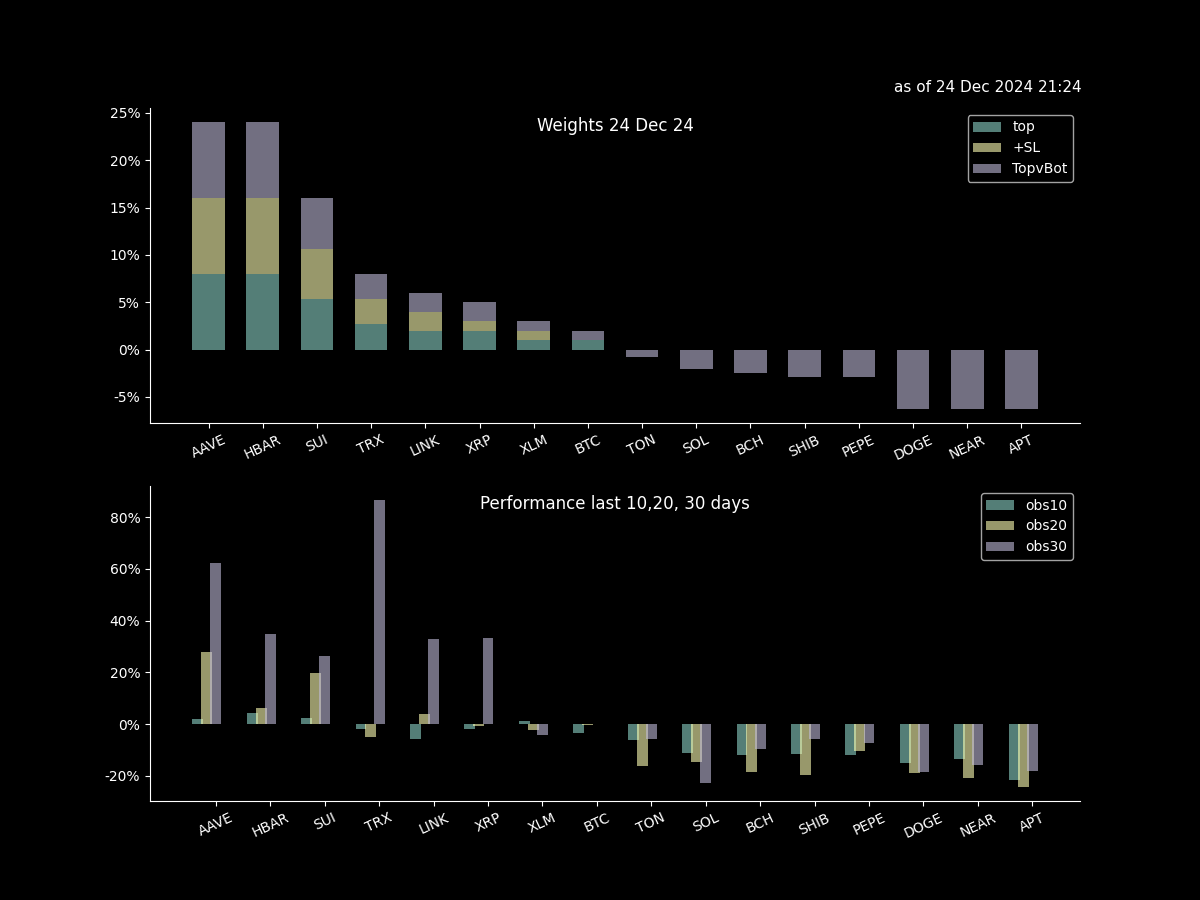 as of 24 Dec 2024 21:24
Weights 24 Dec 24
top
+SL
TopvBot
25%
20%
15%
10%
5%
0%
-5%
AAVE HBAR SUI TRX LINK XRP XLM BTC TON SOL BCH SHIB PEPE DOGE NEAR APT
Performance last 10,20, 30 days
obs10
obs20
obs30
80%
60%
40%
20%
0%
-20%
AAVE HBAR SUI TRX LINK XRP XLM BTC TON SOL BCH SHIB PEPE DOGE NEAR APT